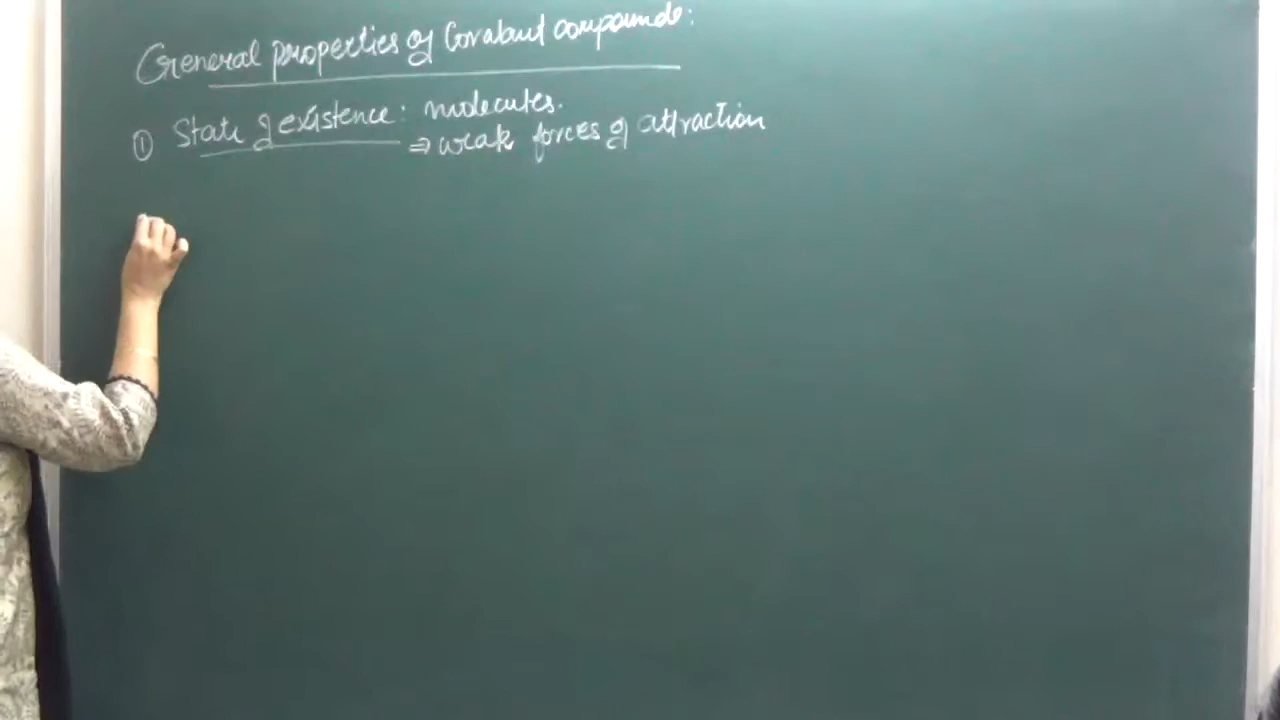 General properties of Covalent compounds:
① State of existence: molecules.
⇒ weak forces of attraction